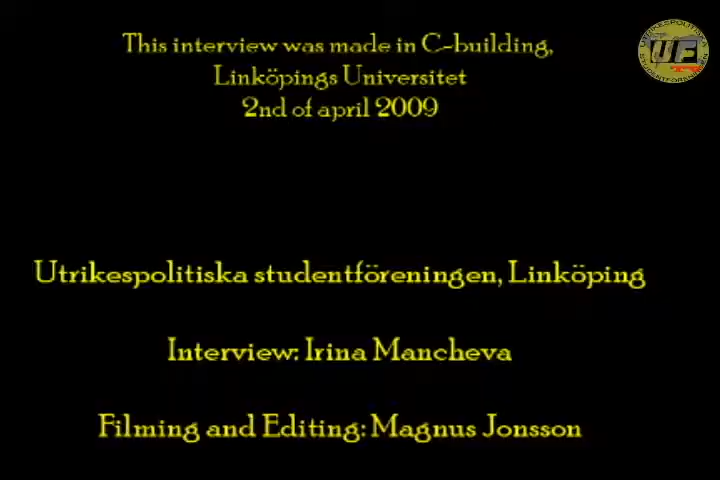 This interview was made in C-building,
Linköpings Universitet
2nd of april 2009
Utrikespolitiska studentföreningen, Linköping
Interview: Irina Mancheva
Filming and Editing: Magnus Jonsson
UF